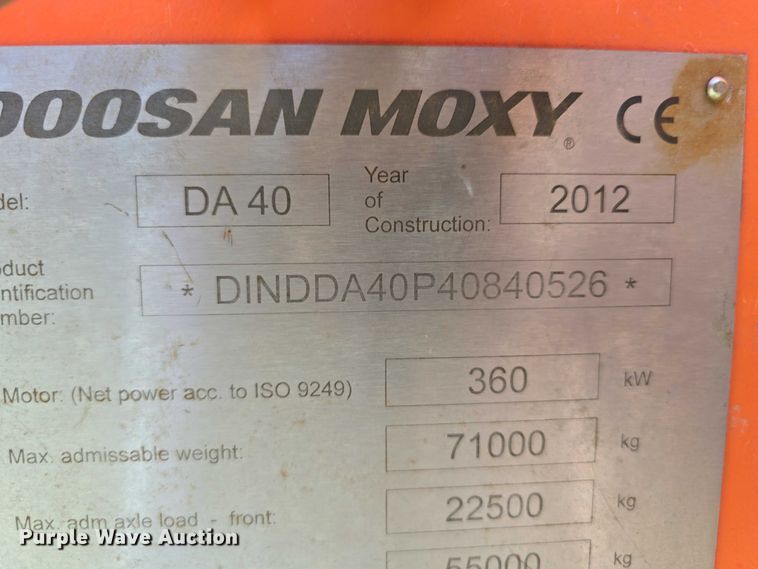 DOOSAN MOXY® CE
del: DA 40 Year of Construction: 2012
oduct
ntification
mber: * DINDDA40P40840526 *
Motor: (Net power acc. to ISO 9249) 360 kW
Max. admissable weight: 71000 kg
Max. adm axle load - front: 22500 kg
55000 kg
Purple Wave Auction